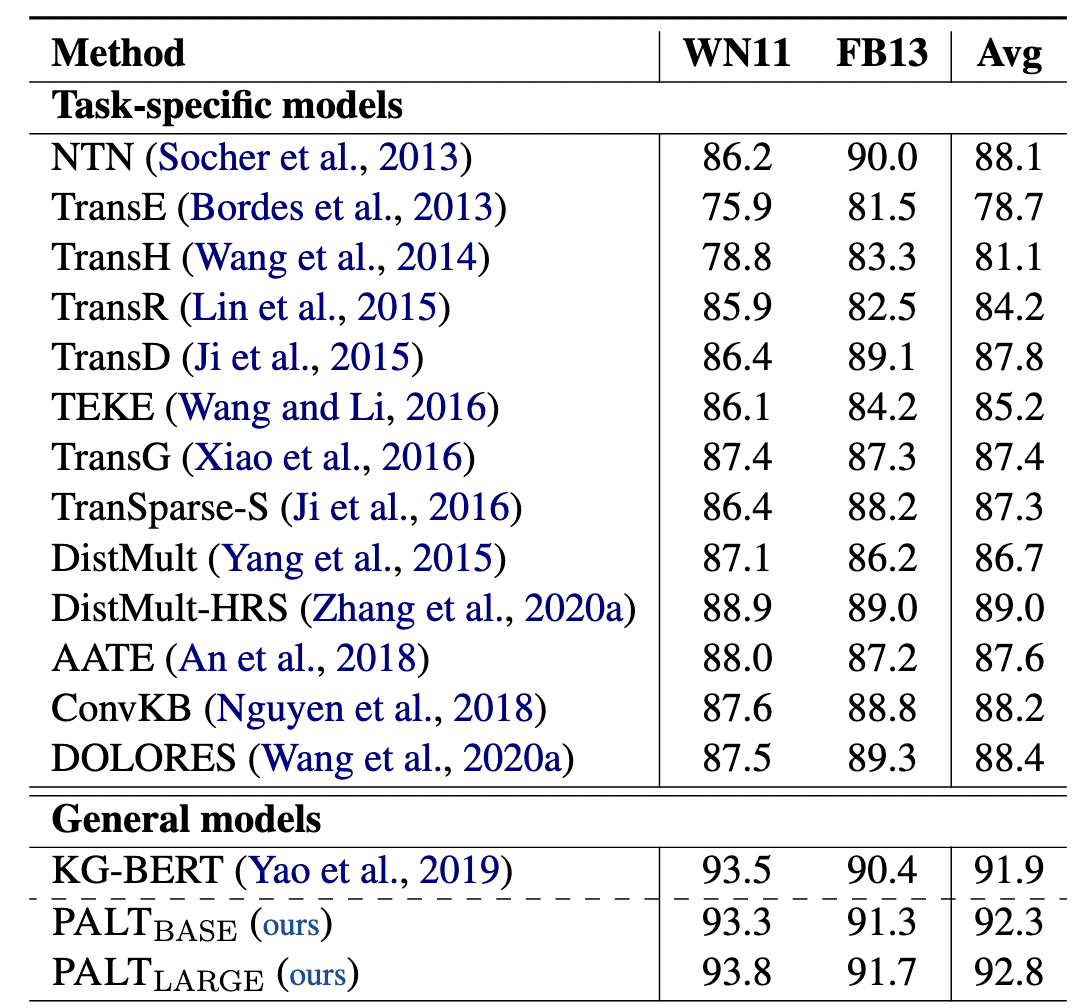 Method WN11 FB13 Avg
Task-specific models
NTN (Socher et al., 2013) 86.2 90.0 88.1
TransE (Bordes et al., 2013) 75.9 81.5 78.7
TransH (Wang et al., 2014) 78.8 83.3 81.1
TransR (Lin et al., 2015) 85.9 82.5 84.2
TransD (Ji et al., 2015) 86.4 89.1 87.8
TEKE (Wang and Li, 2016) 86.1 84.2 85.2
TransG (Xiao et al., 2016) 87.4 87.3 87.4
TranSparse-S (Ji et al., 2016) 86.4 88.2 87.3
DistMult (Yang et al., 2015) 87.1 86.2 86.7
DistMult-HRS (Zhang et al., 2020a) 88.9 89.0 89.0
AATE (An et al., 2018) 88.0 87.2 87.6
ConvKB (Nguyen et al., 2018) 87.6 88.8 88.2
DOLORES (Wang et al., 2020a) 87.5 89.3 88.4
General models
KG-BERT (Yao et al., 2019) 93.5 90.4 91.9
PALT BASE (ours) 93.3 91.3 92.3
PALT LARGE (ours) 93.8 91.7 92.8